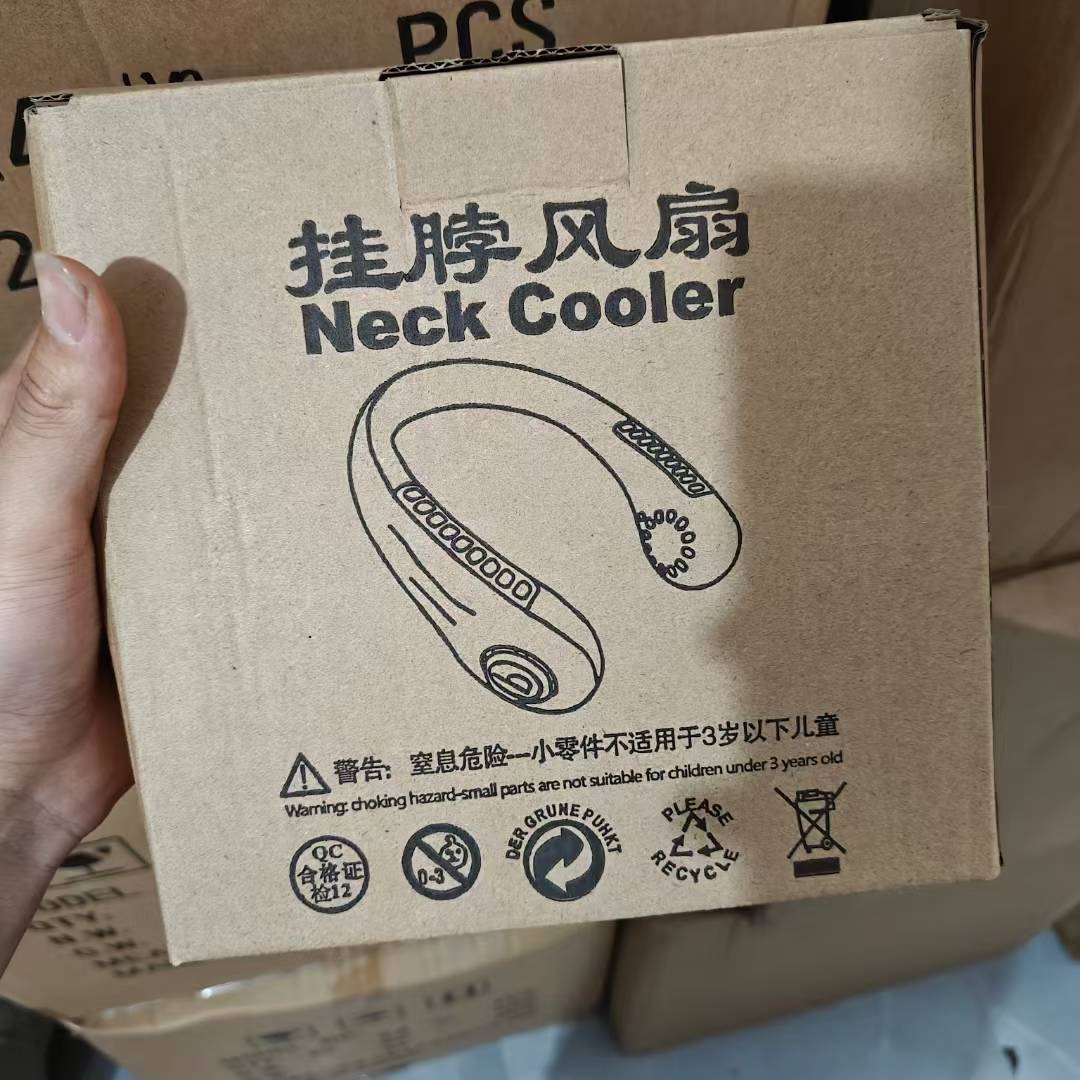 PCS
挂脖风扇
Neck Cooler
警告: 窒息危险---小零件不适用于3岁以下儿童
Warning: choking hazard-small parts are not suitable for children under 3 years old
QC
合格证
检12
0-3
DER GRUNE PUHKT
PLEASE
RECYCLE